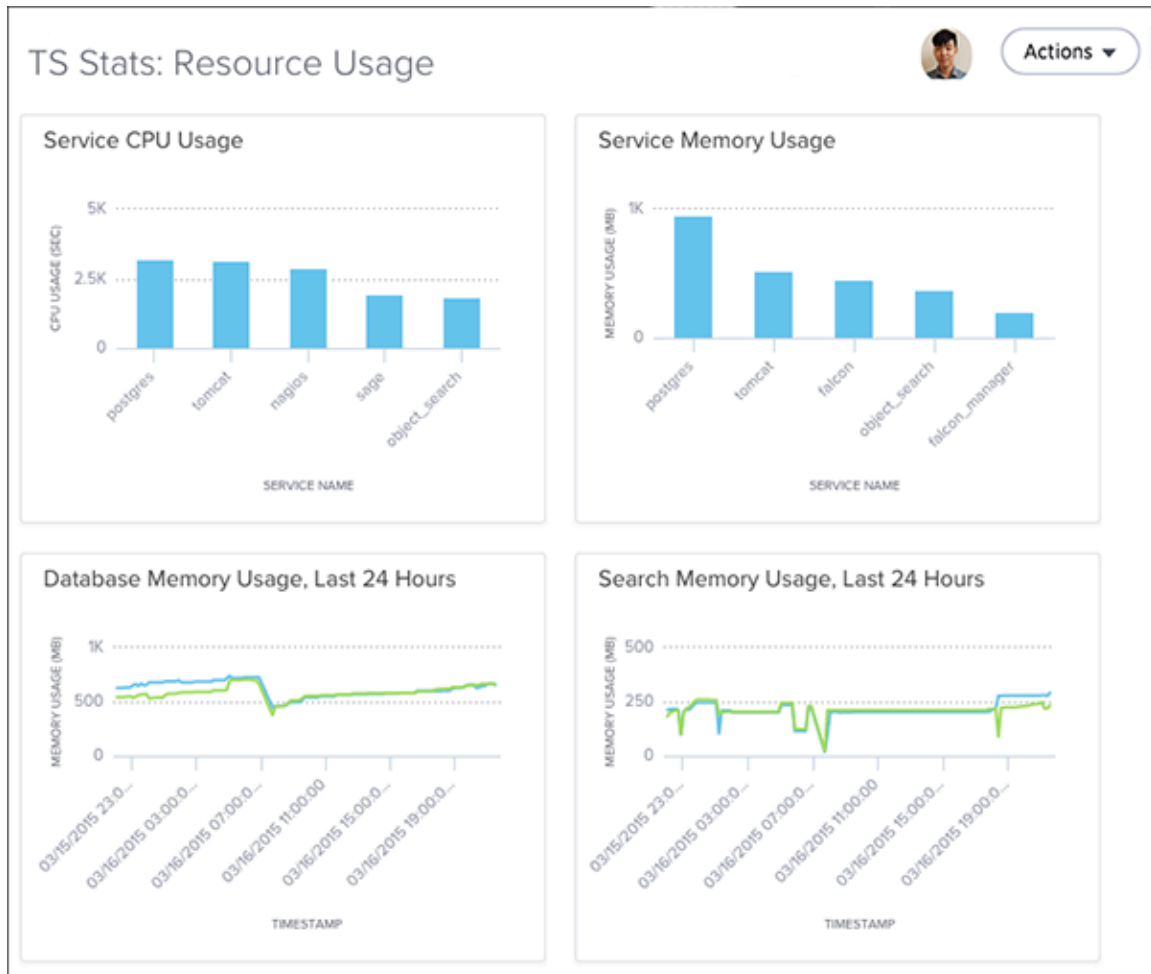 TS Stats: Resource Usage
Actions
Service CPU Usage
CPU USAGE (SEC)
5K
2.5K
0
postgres
tomcat
nagios
sage
object_search
SERVICE NAME
Service Memory Usage
MEMORY USAGE (MB)
1K
0
postgres
tomcat
falcon
object_search
falcon_manager
SERVICE NAME
Database Memory Usage, Last 24 Hours
MEMORY USAGE (MB)
1K
500
0
03/15/2015 23:0...
03/16/2015 03:00:0...
03/16/2015 07:00:0...
03/16/2015 11:00:00
03/16/2015 15:00:0...
03/16/2015 19:00:0...
TIMESTAMP
Search Memory Usage, Last 24 Hours
MEMORY USAGE (MB)
500
250
0
03/15/2015 23:0...
03/16/2015 03:00:0...
03/16/2015 07:00:0...
03/16/2015 11:00:00
03/16/2015 15:00:0...
03/16/2015 19:00:0...
TIMESTAMP